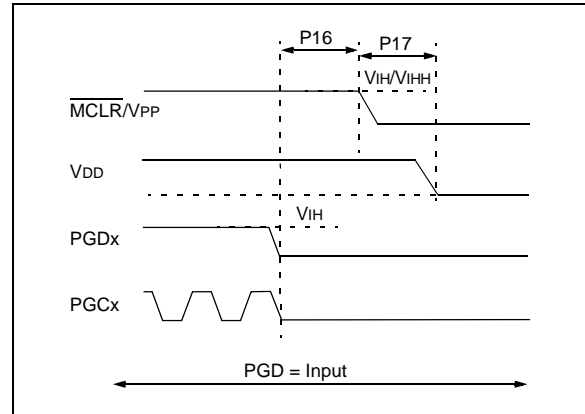 P16
P17
VIH/VIHH
MCLR/VPP
VDD
VIH
PGDx
PGCx
PGD = Input